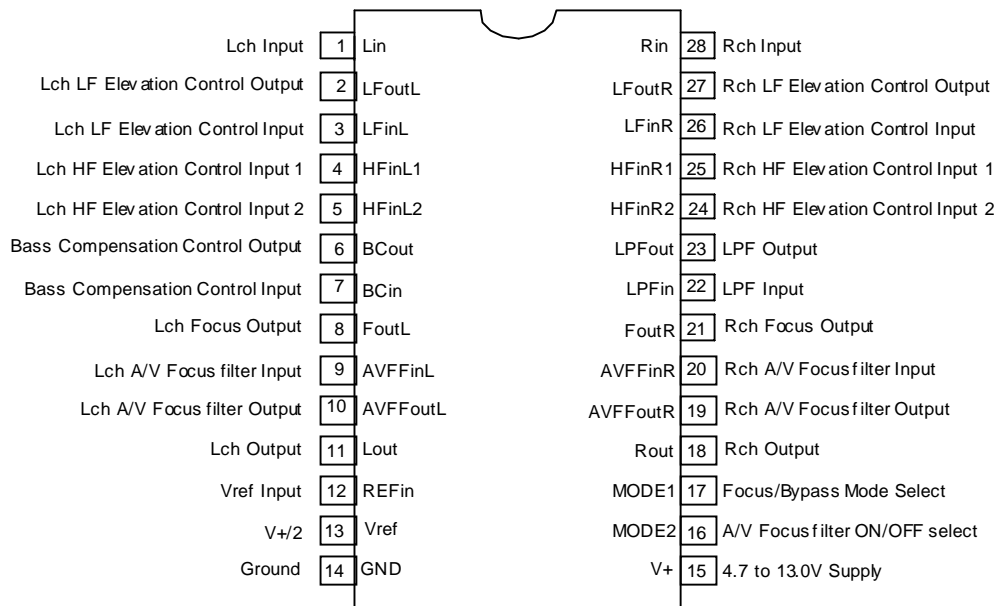 Lch Input 1 Lin Rin 28 Rch Input
Lch LF Elevation Control Output 2 LFoutL LFoutR 27 Rch LF Elevation Control Output
Lch LF Elevation Control Input 3 LFinL LFinR 26 Rch LF Elevation Control Input
Lch HF Elevation Control Input 1 4 HFinL1 HFinR1 25 Rch HF Elevation Control Input 1
Lch HF Elevation Control Input 2 5 HFinL2 HFinR2 24 Rch HF Elevation Control Input 2
Bass Compensation Control Output 6 BCout LPFout 23 LPF Output
Bass Compensation Control Input 7 BCin LPFin 22 LPF Input
Lch Focus Output 8 FoutL FoutR 21 Rch Focus Output
Lch A/V Focus filter Input 9 AVFFinL AVFFinR 20 Rch A/V Focus filter Input
Lch A/V Focus filter Output 10 AVFFoutL AVFFoutR 19 Rch A/V Focus filter Output
Lch Output 11 Lout Rout 18 Rch Output
Vref Input 12 REFin MODE1 17 Focus/Bypass Mode Select
V+/2 13 Vref MODE2 16 A/V Focus filter ON/OFF select
Ground 14 GND V+ 15 4.7 to 13.0V Supply